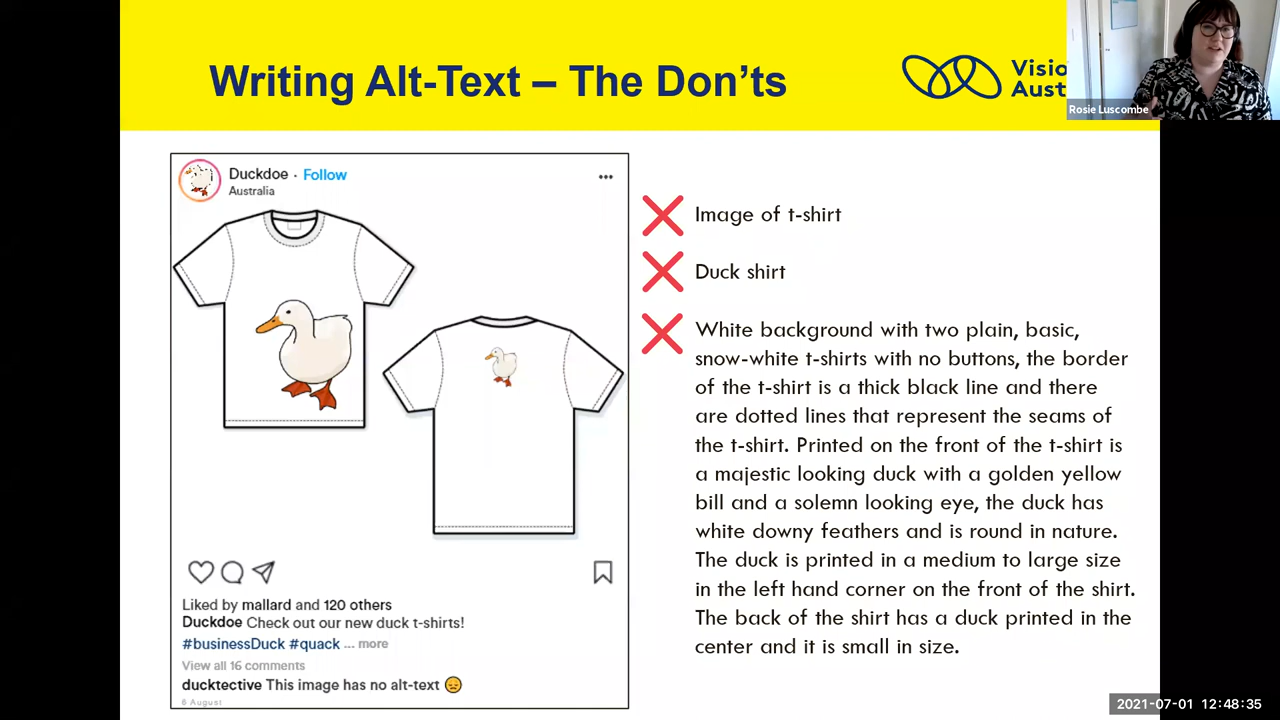 Writing Alt-Text – The Don'ts
Visio
Aust
Rosie Luscombe
Duckdoe · Follow
Australia
Liked by mallard and 120 others
Duckdoe Check out our new duck t-shirts!
#businessDuck #quack ... more
View all 16 comments
ducktective This image has no alt-text 😔
6 August
Image of t-shirt
Duck shirt
White background with two plain, basic,
snow-white t-shirts with no buttons, the border
of the t-shirt is a thick black line and there
are dotted lines that represent the seams of
the t-shirt. Printed on the front of the t-shirt is
a majestic looking duck with a golden yellow
bill and a solemn looking eye, the duck has
white downy feathers and is round in nature.
The duck is printed in a medium to large size
in the left hand corner on the front of the shirt.
The back of the shirt has a duck printed in the
center and it is small in size.
2021-07-01 12:48:35